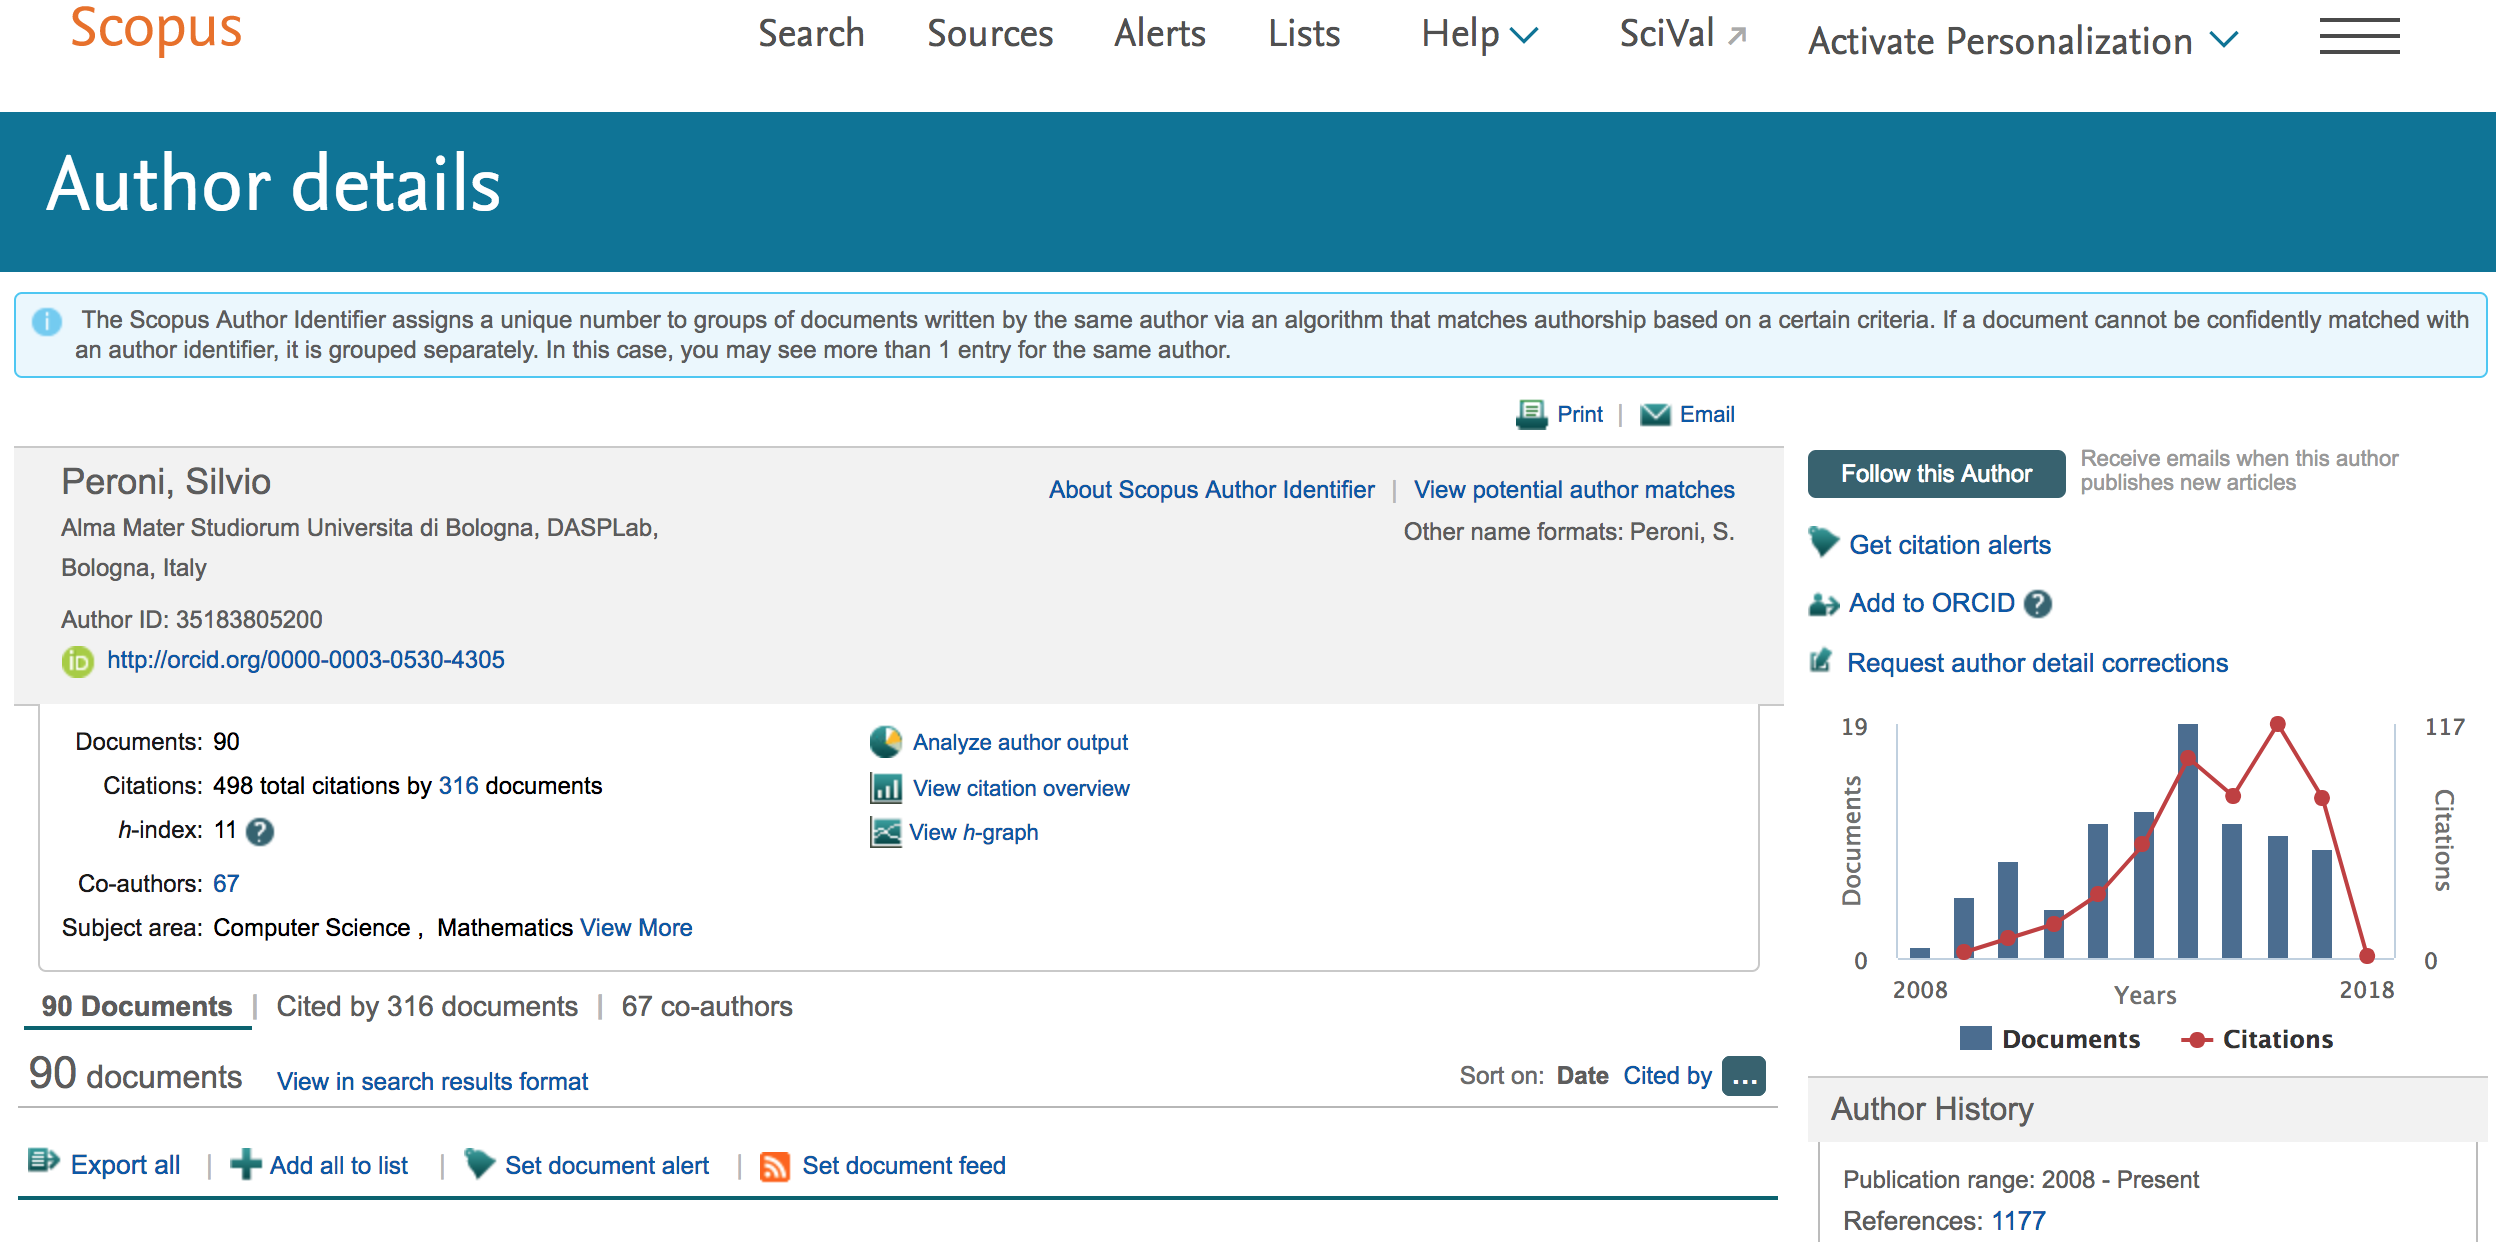 Scopus
Search Sources Alerts Lists Help SciVal Activate Personalization
Author details
i The Scopus Author Identifier assigns a unique number to groups of documents written by the same author via an algorithm that matches authorship based on a certain criteria. If a document cannot be confidently matched with
an author identifier, it is grouped separately. In this case, you may see more than 1 entry for the same author.
Print | Email
Peroni, Silvio
About Scopus Author Identifier | View potential author matches
Alma Mater Studiorum Universita di Bologna, DASPLab,
Other name formats: Peroni, S.
Bologna, Italy
Author ID: 35183805200
iD http://orcid.org/0000-0003-0530-4305
Documents: 90
Citations: 498 total citations by 316 documents
h-index: 11 ?
Co-authors: 67
Subject area: Computer Science , Mathematics View More
Analyze author output
View citation overview
View h-graph
90 Documents | Cited by 316 documents | 67 co-authors
90 documents View in search results format
Sort on: Date Cited by ...
Export all | Add all to list | Set document alert | Set document feed
Follow this Author
Receive emails when this author
publishes new articles
Get citation alerts
Add to ORCID ?
Request author detail corrections
19
117
Documents
Citations
0
0
2008
Years
2018
Documents Citations
Author History
Publication range: 2008 - Present
References: 1177